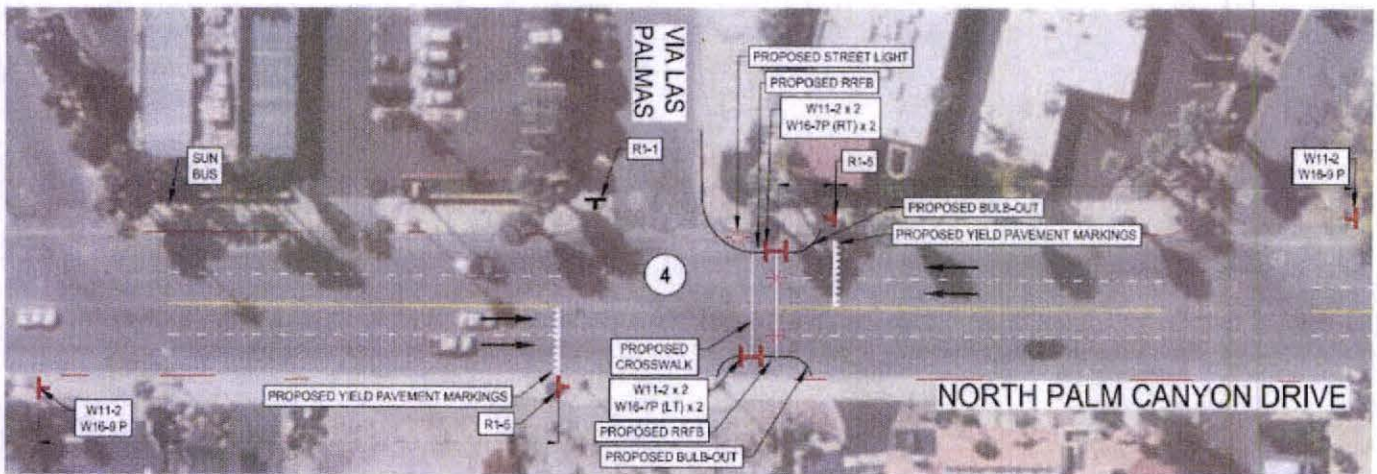 VIA LAS
PALMAS
PROPOSED STREET LIGHT
PROPOSED RRFB
W11-2 x 2
W16-7P (RT) x 2
R1-1
R1-5
SUN
BUS
W11-2
W16-9 P
PROPOSED BULB-OUT
PROPOSED YIELD PAVEMENT MARKINGS
4
PROPOSED
CROSSWALK
W11-2 x 2
W16-7P (LT) x 2
PROPOSED RRFB
PROPOSED BULB-OUT
PROPOSED YIELD PAVEMENT MARKINGS
R1-5
W11-2
W16-9 P
NORTH PALM CANYON DRIVE